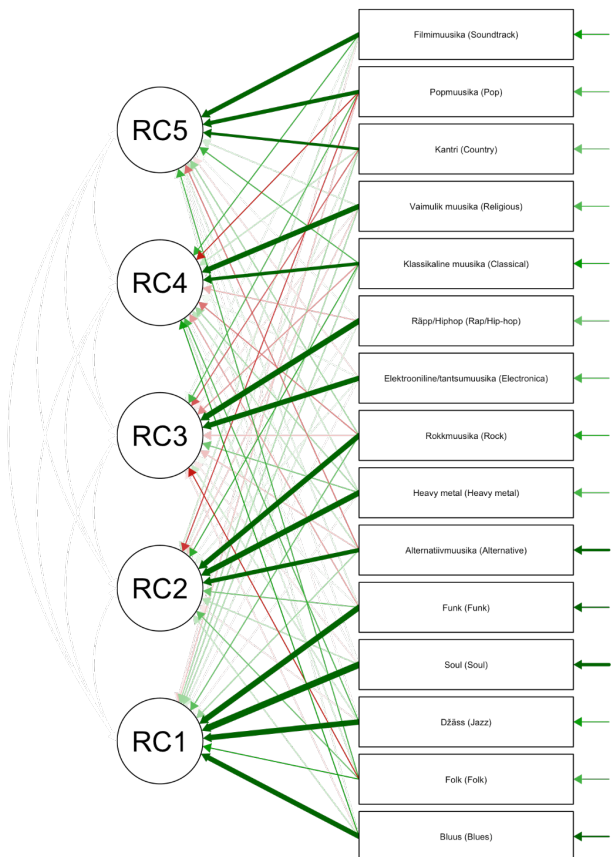 Filmimuusika (Soundtrack)
Popmuusika (Pop)
RC5
Kantri (Country)
Vaimulik muusika (Religious)
Klassikaline muusika (Classical)
RC4
Räpp/Hiphop (Rap/Hip-hop)
Elektrooniline/tantsumuusika (Electronica)
RC3
Rokkmuusika (Rock)
Heavy metal (Heavy metal)
Alternatiivmuusika (Alternative)
RC2
Funk (Funk)
Soul (Soul)
Džäss (Jazz)
RC1
Folk (Folk)
Bluus (Blues)